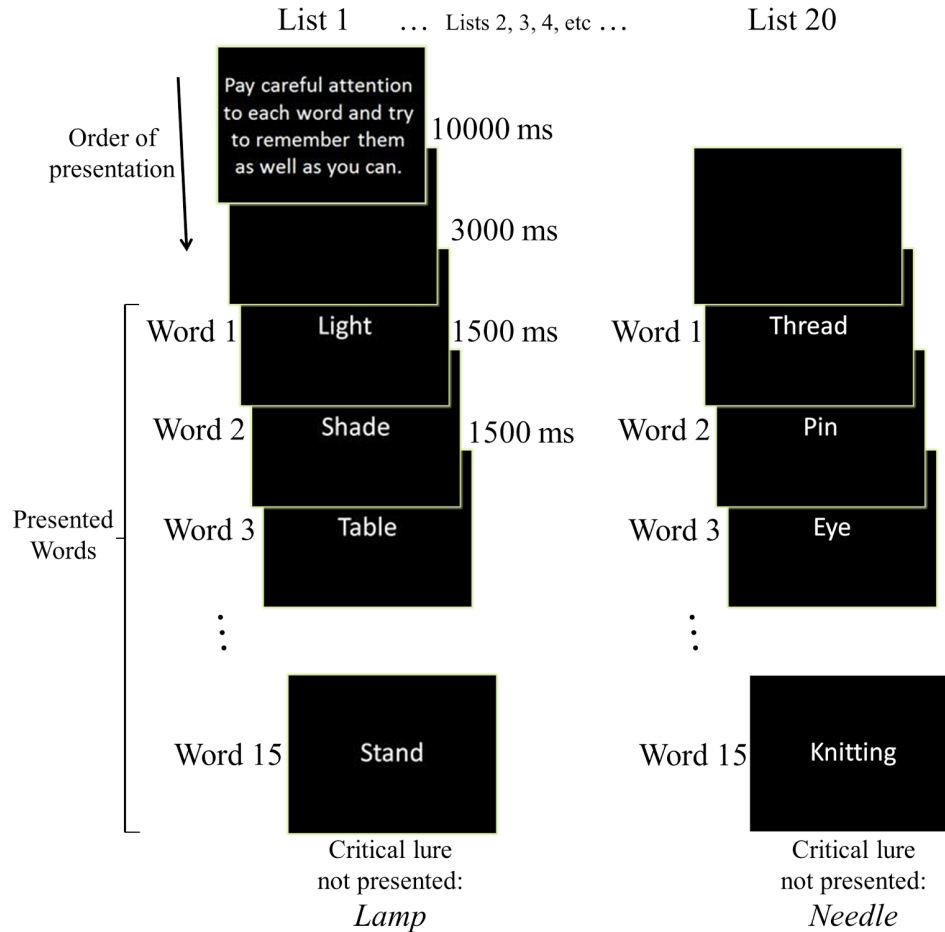 List 1 … Lists 2, 3, 4, etc … List 20
Pay careful attention
to each word and try
to remember them
as well as you can.
Order of
presentation
10000 ms
3000 ms
Word 1 Light 1500 ms
Word 2 Shade 1500 ms
Word 3 Table
Presented
Words
⋮
Word 15 Stand
Critical lure
not presented:
Lamp
Word 1 Thread
Word 2 Pin
Word 3 Eye
⋮
Word 15 Knitting
Critical lure
not presented:
Needle